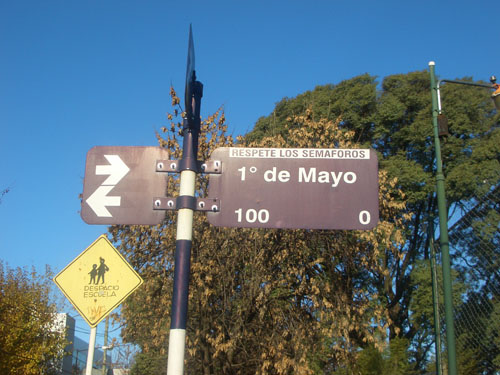 RESPETE LOS SEMAFOROS
1° de Mayo
100 0
DESPACIO
ESCUELA